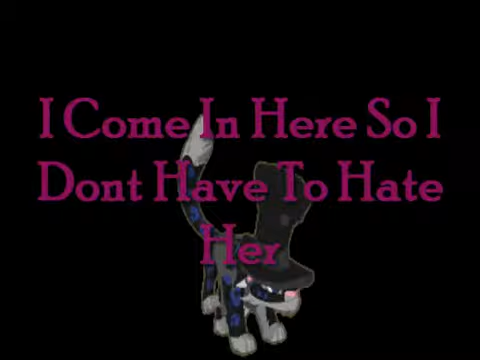 I Come In Here So I
Dont Have To Hate
Her